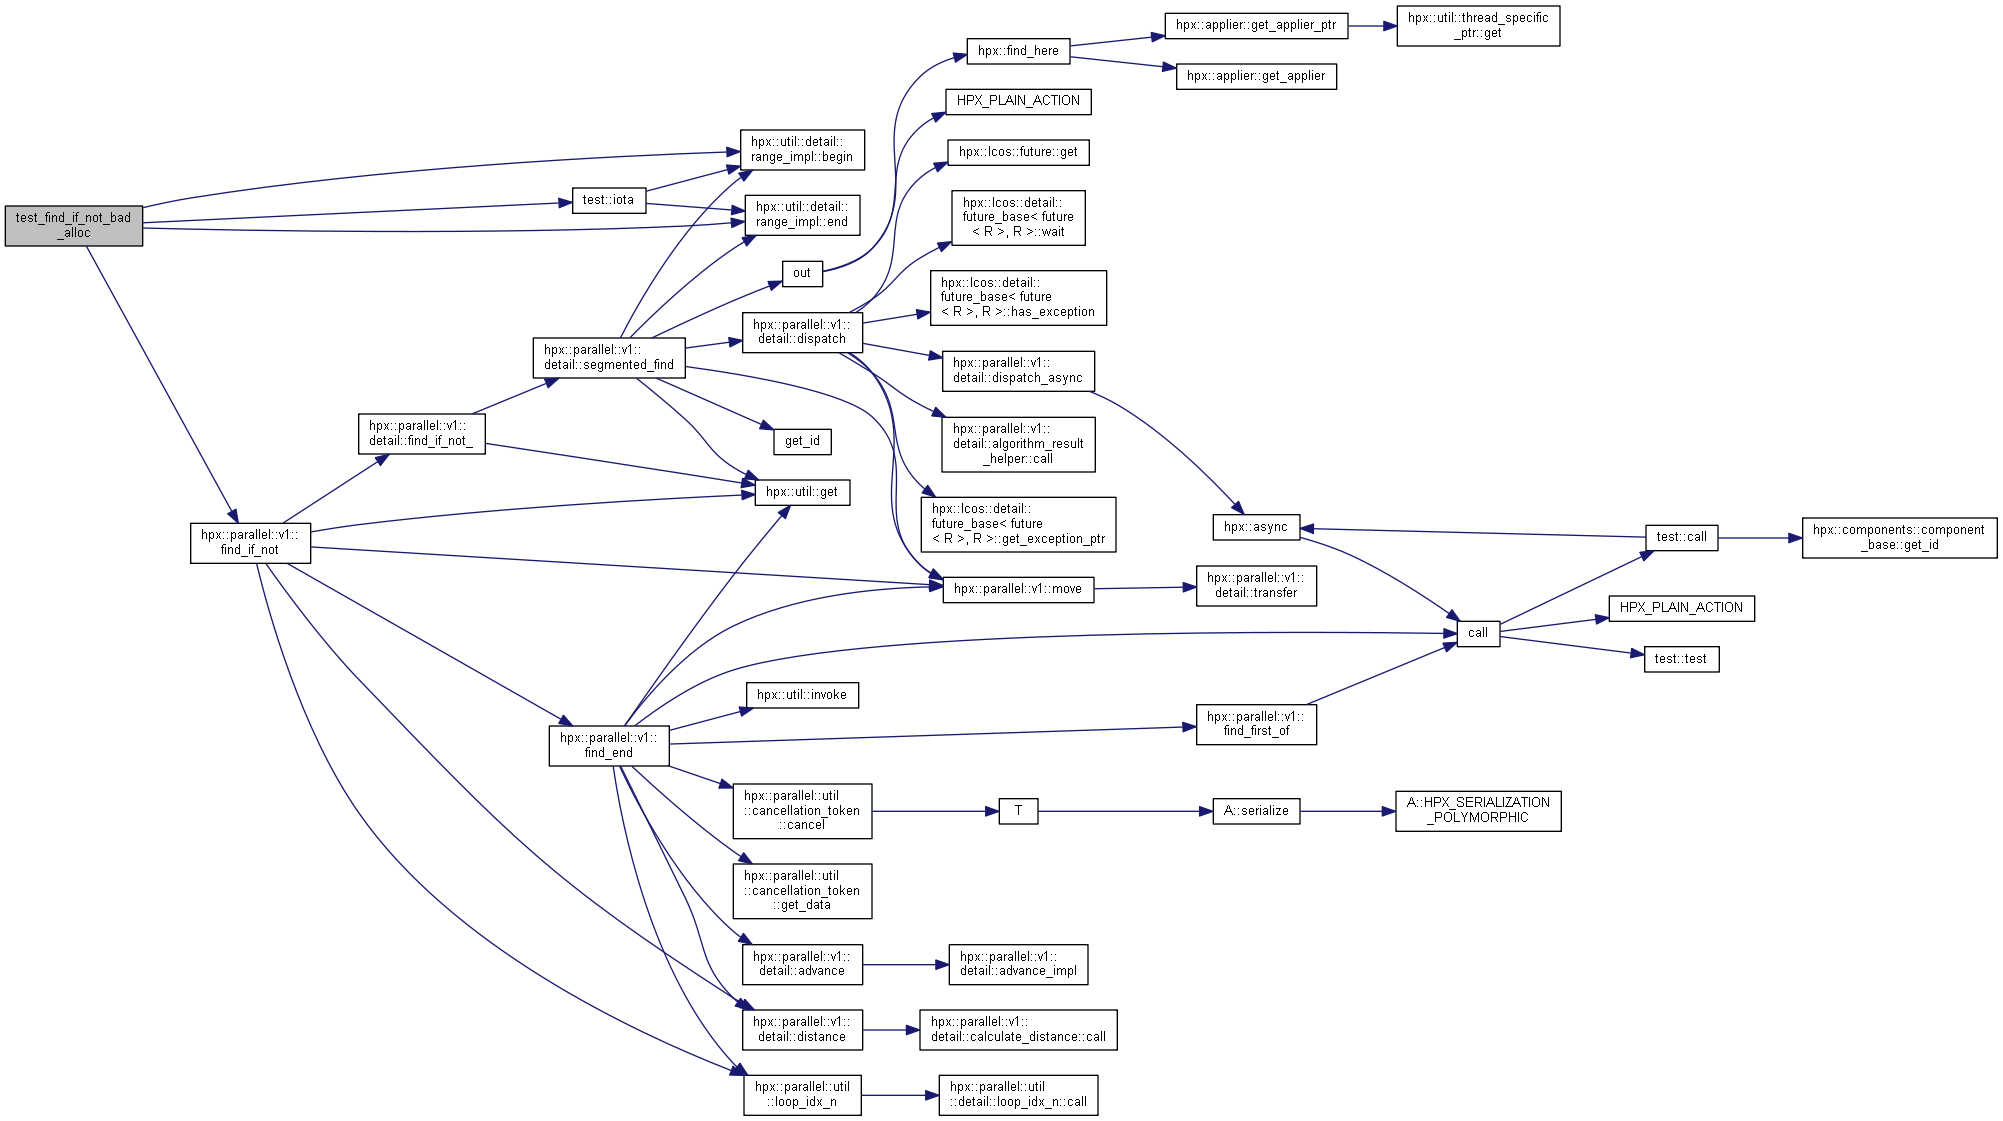 test_find_if_not_bad
_alloc
hpx::parallel::v1::
find_if_not
hpx::parallel::v1::
detail::find_if_not_
hpx::parallel::v1::
detail::segmented_find
test::iota
hpx::parallel::v1::
find_end
hpx::util::detail::
range_impl::begin
hpx::util::detail::
range_impl::end
out
hpx::parallel::v1::
detail::dispatch
get_id
hpx::util::get
hpx::util::invoke
hpx::parallel::util
::cancellation_token
::cancel
hpx::parallel::util
::cancellation_token
::get_data
hpx::parallel::v1::
detail::advance
hpx::parallel::v1::
detail::distance
hpx::parallel::util
::loop_idx_n
hpx::find_here
HPX_PLAIN_ACTION
hpx::lcos::future::get
hpx::lcos::detail::
future_base< future
< R >, R >::wait
hpx::lcos::detail::
future_base< future
< R >, R >::has_exception
hpx::parallel::v1::
detail::dispatch_async
hpx::parallel::v1::
detail::algorithm_result
_helper::call
hpx::lcos::detail::
future_base< future
< R >, R >::get_exception_ptr
hpx::parallel::v1::move
T
hpx::parallel::v1::
detail::advance_impl
hpx::parallel::v1::
detail::calculate_distance::call
hpx::parallel::util
::detail::loop_idx_n::call
hpx::applier::get_applier_ptr
hpx::applier::get_applier
hpx::async
hpx::parallel::v1::
detail::transfer
hpx::parallel::v1::
find_first_of
A::serialize
hpx::util::thread_specific
_ptr::get
call
A::HPX_SERIALIZATION
_POLYMORPHIC
test::call
HPX_PLAIN_ACTION
test::test
hpx::components::component
_base::get_id